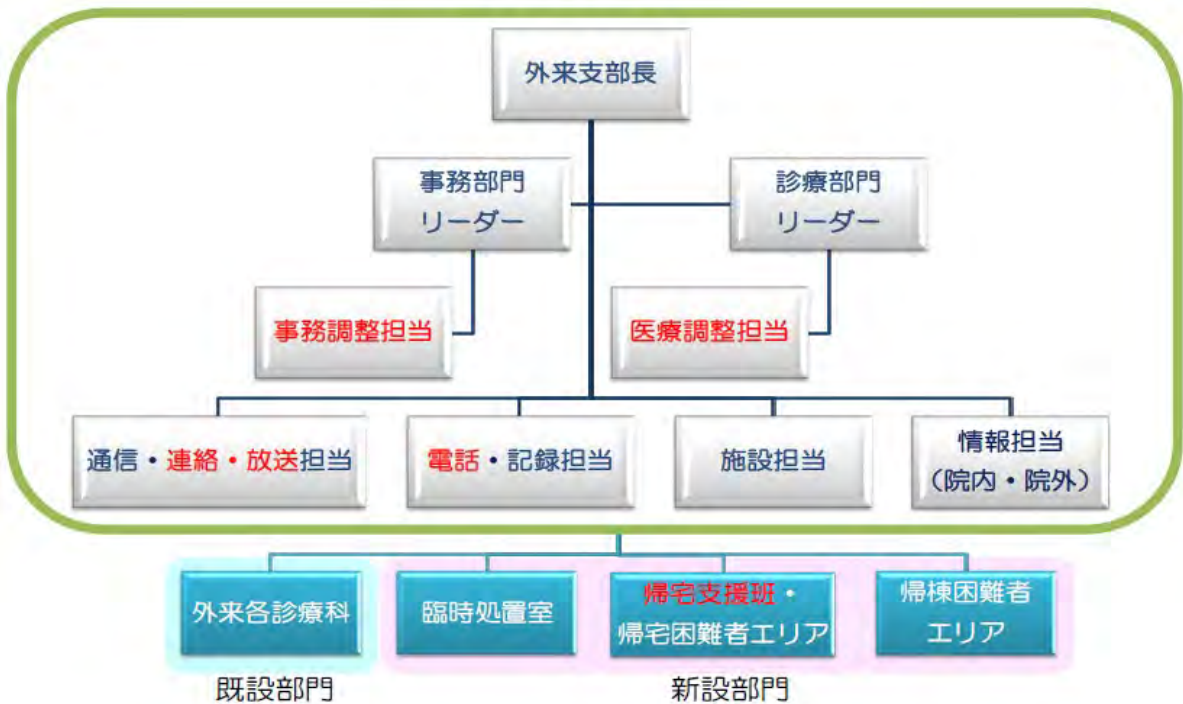 外来支部長
事務部門
リーダー
診療部門
リーダー
事務調整担当
医療調整担当
通信・連絡・放送担当
電話・記録担当
施設担当
情報担当
（院内・院外）
外来各診療科
臨時処置室
帰宅支援班・
帰宅困難者エリア
帰棟困難者
エリア
既設部門
新設部門